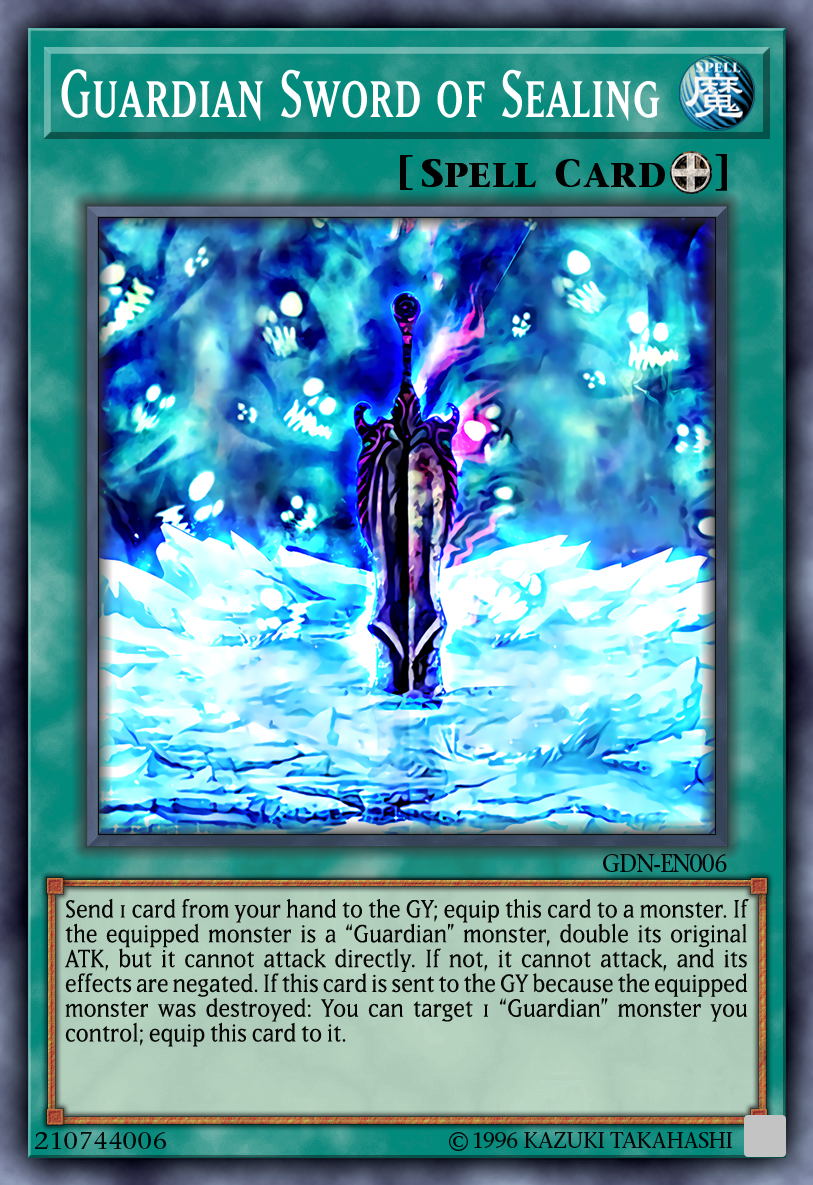 Guardian Sword of Sealing
SPELL
魔
[Spell Card]
GDN-EN006
Send 1 card from your hand to the GY; equip this card to a monster. If
the equipped monster is a “Guardian” monster, double its original
ATK, but it cannot attack directly. If not, it cannot attack, and its
effects are negated. If this card is sent to the GY because the equipped
monster was destroyed: You can target 1 “Guardian” monster you
control; equip this card to it.
210744006
© 1996 KAZUKI TAKAHASHI